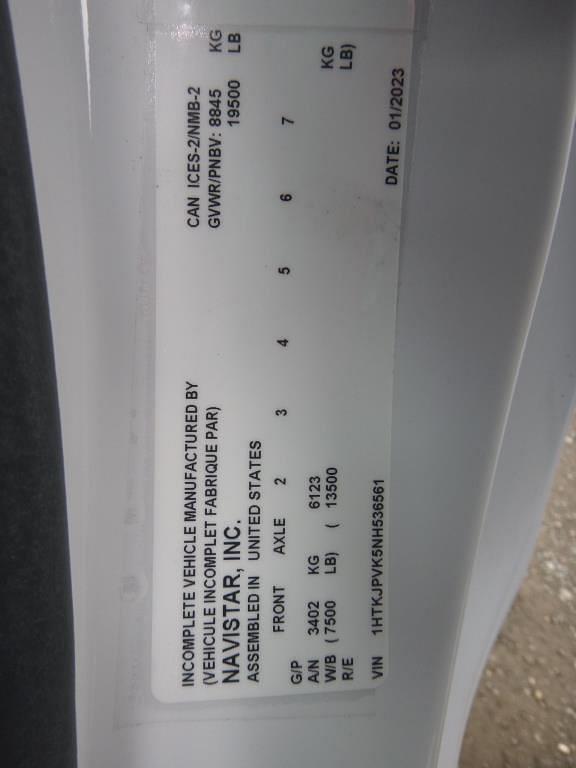 INCOMPLETE VEHICLE MANUFACTURED BY CAN ICES-2/NMB-2
(VEHICULE INCOMPLET FABRIQUE PAR) GVWR/PNBV: 8845 KG
NAVISTAR, INC. 19500 LB
ASSEMBLED IN UNITED STATES
FRONT AXLE 2 3 4 5 6 7
G/P
A/N 3402 KG 6123 KG
W/B ( 7500 LB) ( 13500 LB)
R/E
VIN 1HTKJPVK5NH536561 DATE: 01/2023